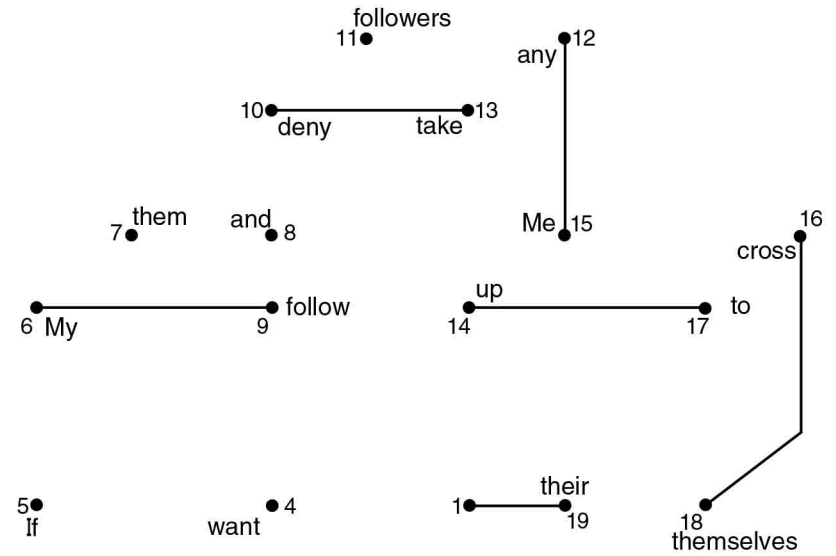 followers
11
12
any
10
13
deny
take
them
7
and
8
Me
15
16
cross
follow
up
to
6
My
9
14
17
their
5
4
1
If
want
19
18
themselves